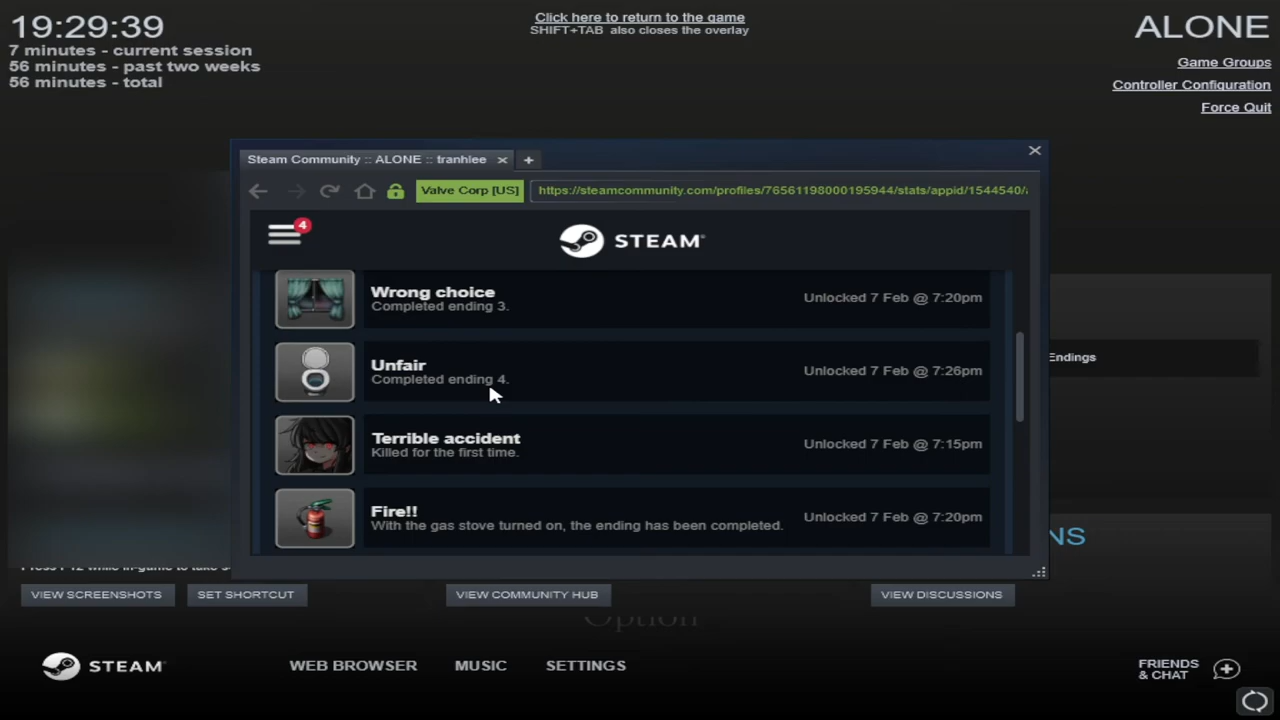 19:29:39
7 minutes - current session
56 minutes - past two weeks
56 minutes - total
Click here to return to the game
SHIFT+TAB also closes the overlay
ALONE
Game Groups
Controller Configuration
Force Quit
Steam Community :: ALONE :: tranhlee
Valve Corp [US]
https://steamcommunity.com/profiles/76561198000195944/stats/appid/1544540/
4
STEAM
Wrong choice
Completed ending 3.
Unlocked 7 Feb @ 7:20pm
Unfair
Completed ending 4.
Unlocked 7 Feb @ 7:26pm
Endings
Terrible accident
Killed for the first time.
Unlocked 7 Feb @ 7:15pm
Fire!!
With the gas stove turned on, the ending has been completed.
Unlocked 7 Feb @ 7:20pm
NS
VIEW SCREENSHOTS
SET SHORTCUT
VIEW COMMUNITY HUB
VIEW DISCUSSIONS
Option
STEAM
WEB BROWSER
MUSIC
SETTINGS
FRIENDS
& CHAT